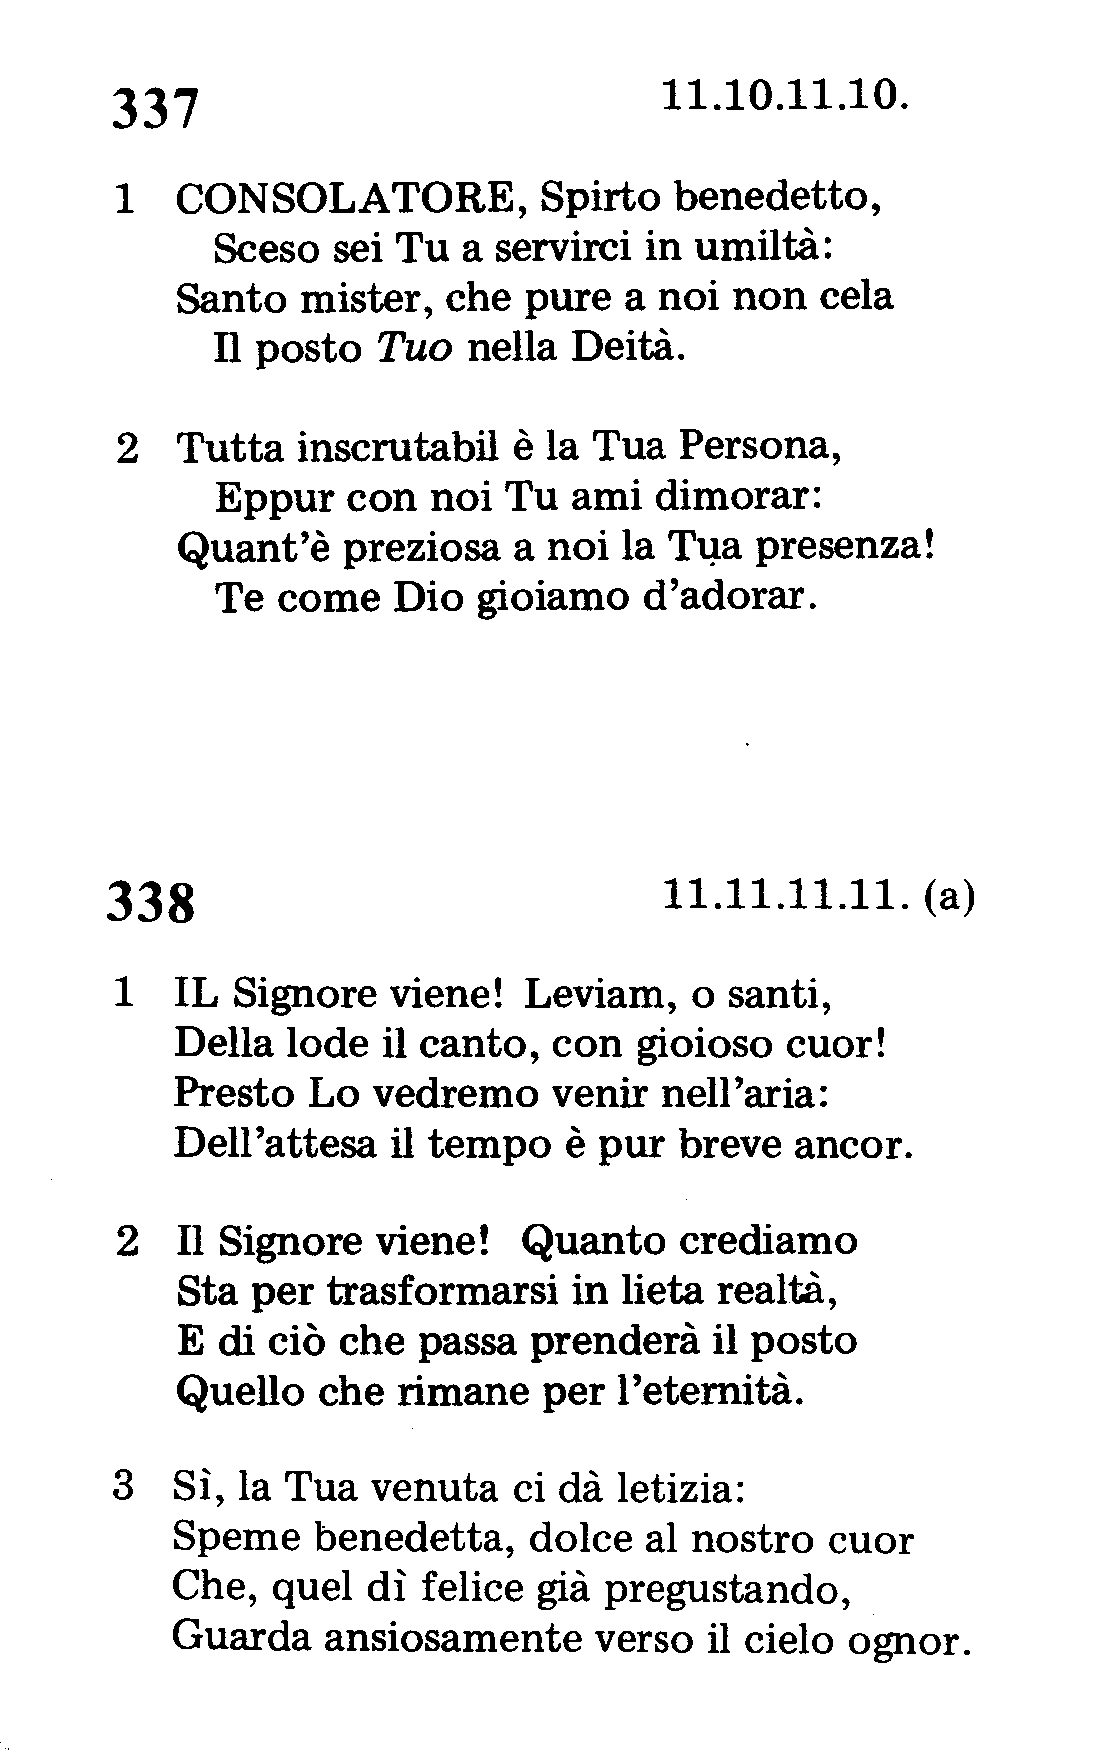 337 11.10.11.10.
1 CONSOLATORE, Spirto benedetto,
Sceso sei Tu a servirci in umiltà:
Santo mister, che pure a noi non cela
Il posto Tuo nella Deità.
2 Tutta inscrutabil è la Tua Persona,
Eppur con noi Tu ami dimorar:
Quant'è preziosa a noi la Tua presenza!
Te come Dio gioiamo d'adorar.
338 11.11.11.11. (a)
1 IL Signore viene! Leviam, o santi,
Della lode il canto, con gioioso cuor!
Presto Lo vedremo venir nell'aria:
Dell'attesa il tempo è pur breve ancor.
2 Il Signore viene! Quanto crediamo
Sta per trasformarsi in lieta realtà,
E di ciò che passa prenderà il posto
Quello che rimane per l'eternità.
3 Sì, la Tua venuta ci dà letizia:
Speme benedetta, dolce al nostro cuor
Che, quel dì felice già pregustando,
Guarda ansiosamente verso il cielo ognor.